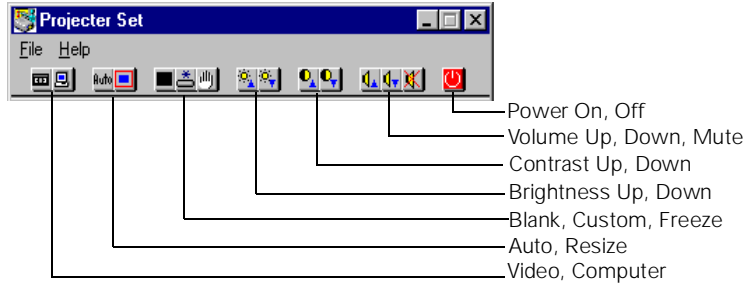 Projecter Set
File Help
Auto
Power On, Off
Volume Up, Down, Mute
Contrast Up, Down
Brightness Up, Down
Blank, Custom, Freeze
Auto, Resize
Video, Computer